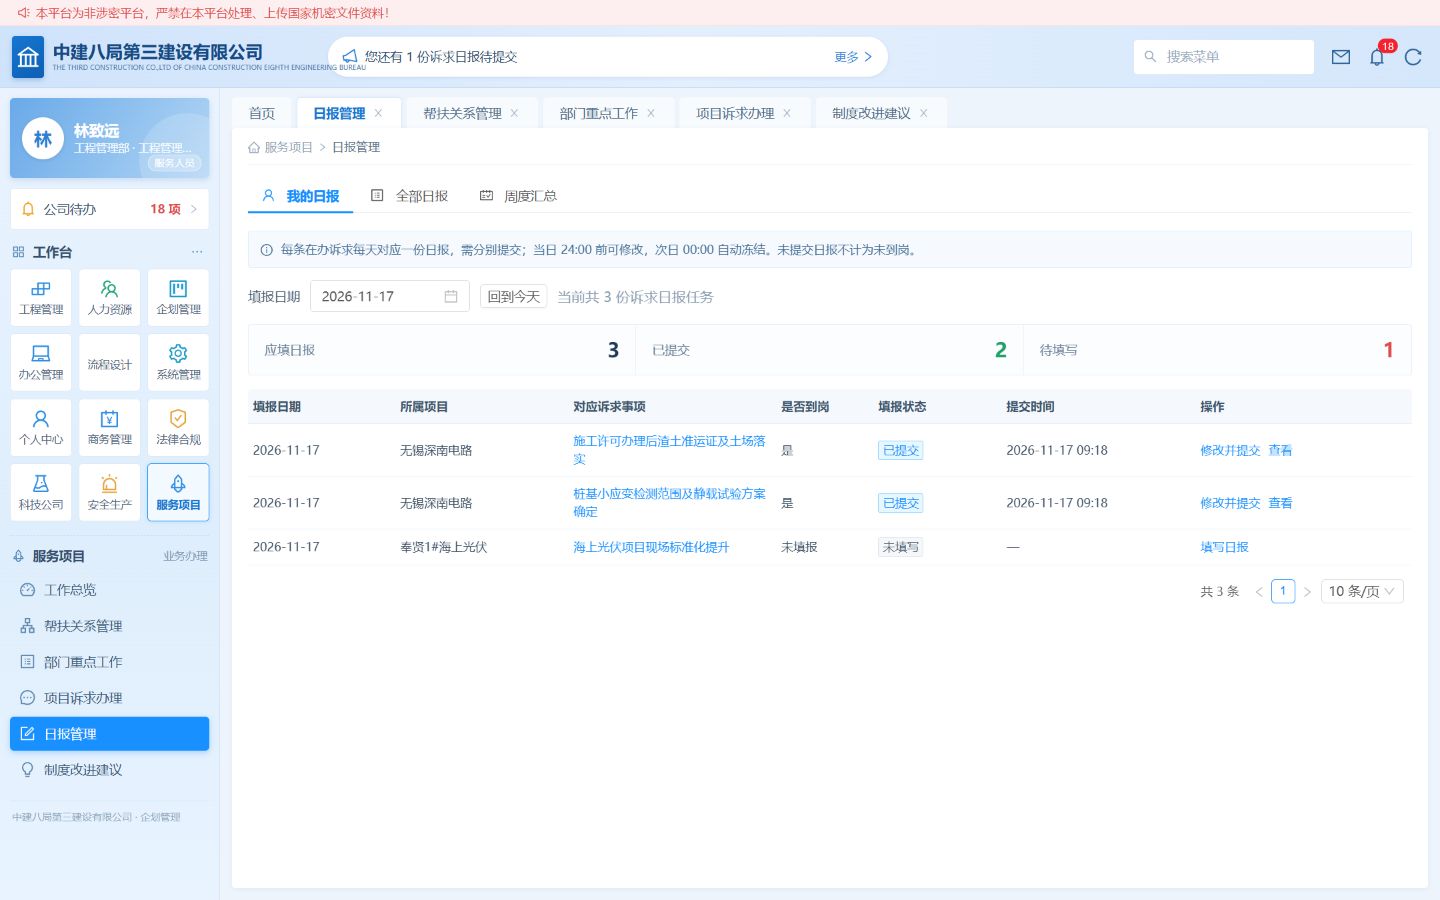 本平台为非涉密平台，严禁在本平台处理、上传国家机密文件资料！
中建八局第三建设有限公司
THE THIRD CONSTRUCTION CO.,LTD OF CHINA CONSTRUCTION EIGHTH ENGINEERING BUREAU
您还有 1 份诉求日报待提交
更多
搜索菜单
18
林
林致远
工程管理部 · 工程管理...
服务人员
公司待办
18 项
工作台
工程管理
人力资源
企划管理
办公管理
流程设计
系统管理
个人中心
商务管理
法律合规
科技公司
安全生产
服务项目
服务项目
业务办理
工作总览
帮扶关系管理
部门重点工作
项目诉求办理
日报管理
制度改进建议
中建八局第三建设有限公司 · 企划管理
首页
日报管理
帮扶关系管理
部门重点工作
项目诉求办理
制度改进建议
服务项目 > 日报管理
我的日报
全部日报
周度汇总
每条在办诉求每天对应一份日报，需分别提交；当日 24:00 前可修改，次日 00:00 自动冻结。未提交日报不计为未到岗。
填报日期
2026-11-17
回到今天
当前共 3 份诉求日报任务
应填日报 3
已提交 2
待填写 1
填报日期 所属项目 对应诉求事项 是否到岗 填报状态 提交时间 操作
2026-11-17 无锡深南电路 施工许可办理后渣土准运证及土场落实 是 已提交 2026-11-17 09:18 修改并提交 查看
2026-11-17 无锡深南电路 桩基小应变检测范围及静载试验方案确定 是 已提交 2026-11-17 09:18 修改并提交 查看
2026-11-17 奉贤1#海上光伏 海上光伏项目现场标准化提升 未填报 未填写 — 填写日报
共 3 条 < 1 > 10 条/页